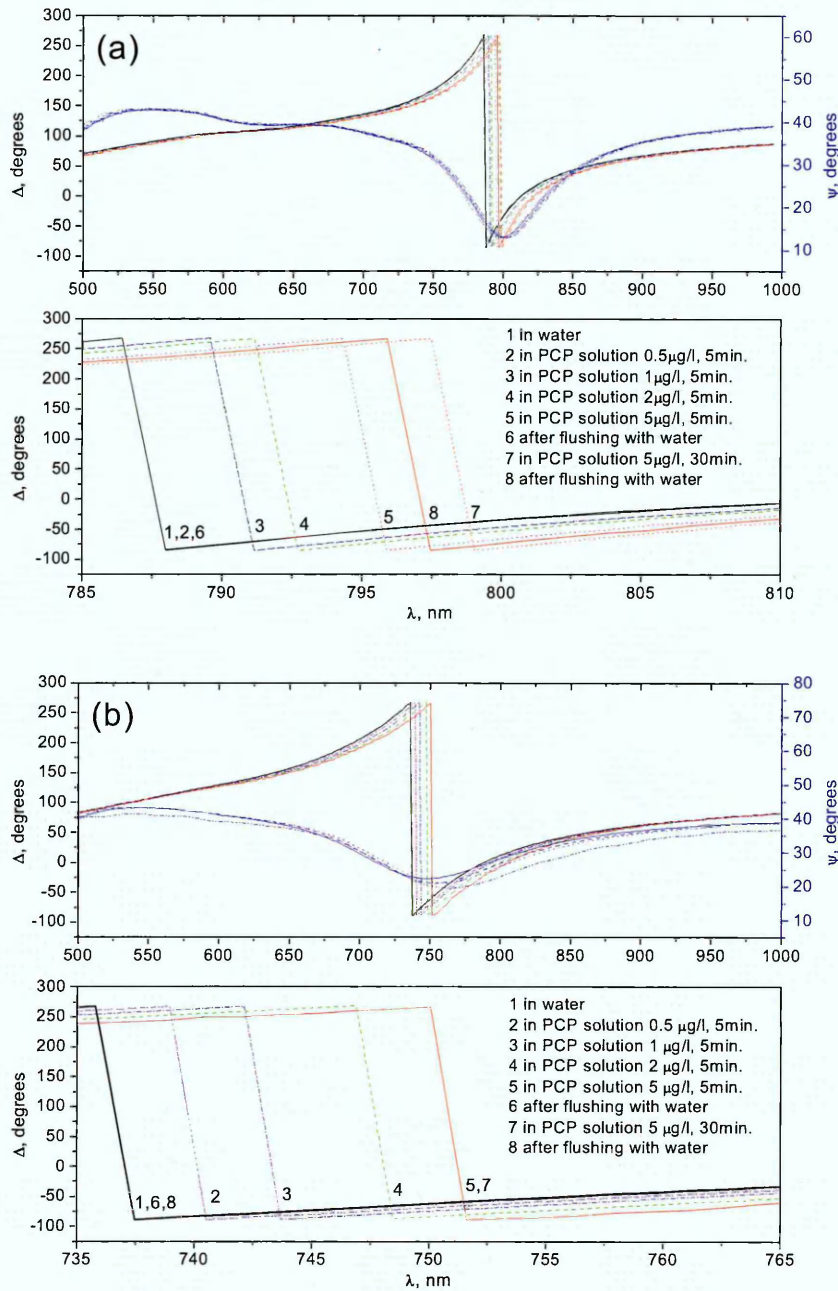 (a)
300
250
200
150
100
50
0
-50
-100
Δ, degrees
60
50
40
30
20
10
ψ, degrees
500 550 600 650 700 750 800 850 900 950 1000
300
250
200
150
100
50
0
-50
-100
Δ, degrees
1 in water
2 in PCP solution 0.5μg/l, 5min.
3 in PCP solution 1μg/l, 5min.
4 in PCP solution 2μg/l, 5min.
5 in PCP solution 5μg/l, 5min.
6 after flushing with water
7 in PCP solution 5μg/l, 30min.
8 after flushing with water
1,2,6 3 4 5 8 7
785 790 795 800 805 810
λ, nm
(b)
300
250
200
150
100
50
0
-50
-100
Δ, degrees
80
70
60
50
40
30
20
10
ψ, degrees
500 550 600 650 700 750 800 850 900 950 1000
300
250
200
150
100
50
0
-50
-100
Δ, degrees
1 in water
2 in PCP solution 0.5 μg/l, 5min.
3 in PCP solution 1 μg/l, 5min.
4 in PCP solution 2 μg/l, 5min.
5 in PCP solution 5 μg/l, 5min.
6 after flushing with water
7 in PCP solution 5 μg/l, 30min.
8 after flushing with water
1,6,8 2 3 4 5,7
735 740 745 750 755 760 765
λ, nm